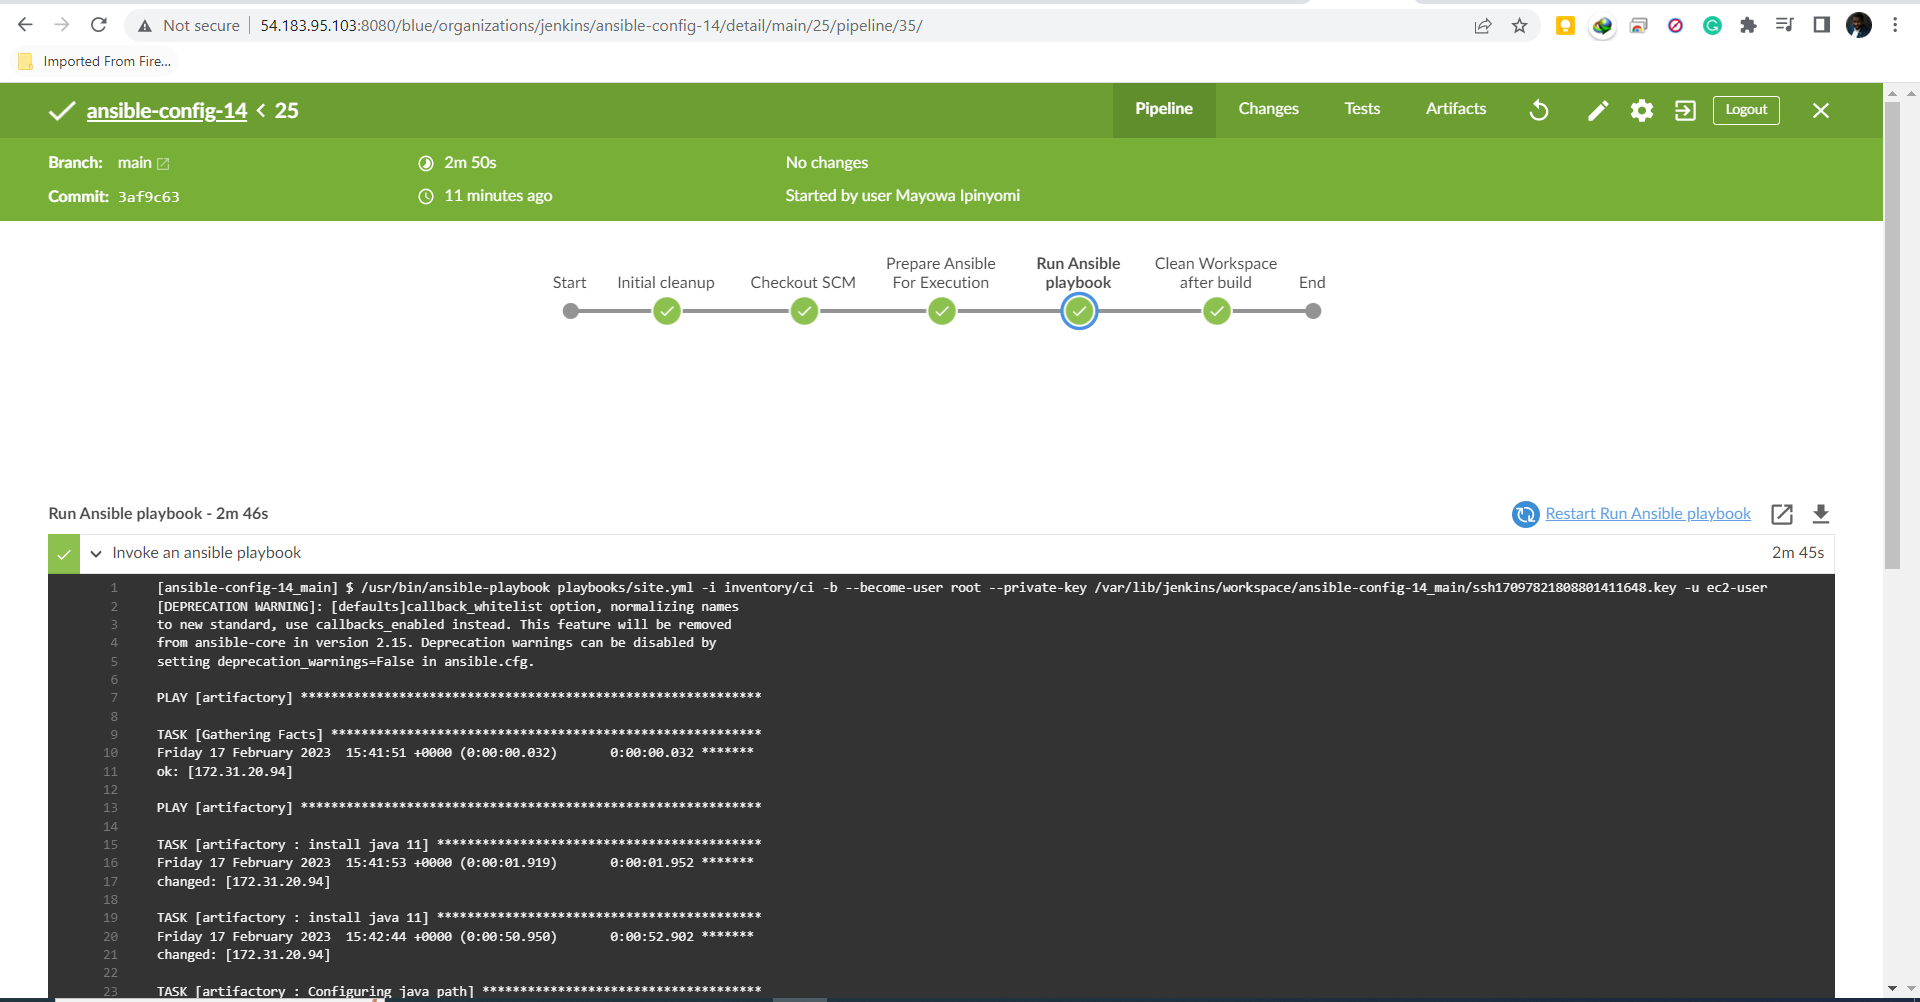 Not secure | 54.183.95.103:8080/blue/organizations/jenkins/ansible-config-14/detail/main/25/pipeline/35/
Imported From Fire...
ansible-config-14 < 25
Pipeline Changes Tests Artifacts Logout
Branch: main 2m 50s No changes
Commit: 3af9c63 11 minutes ago Started by user Mayowa Ipinyomi
Start Initial cleanup Checkout SCM Prepare Ansible For Execution Run Ansible playbook Clean Workspace after build End
Run Ansible playbook - 2m 46s Restart Run Ansible playbook
Invoke an ansible playbook 2m 45s
1 [ansible-config-14_main] $ /usr/bin/ansible-playbook playbooks/site.yml -i inventory/ci -b --become-user root --private-key /var/lib/jenkins/workspace/ansible-config-14_main/ssh17097821808801411648.key -u ec2-user
2 [DEPRECATION WARNING]: [defaults]callback_whitelist option, normalizing names
3 to new standard, use callbacks_enabled instead. This feature will be removed
4 from ansible-core in version 2.15. Deprecation warnings can be disabled by
5 setting deprecation_warnings=False in ansible.cfg.
6
7 PLAY [artifactory] *************************************************************
8
9 TASK [Gathering Facts] *********************************************************
10 Friday 17 February 2023  15:41:51 +0000 (0:00:00.032)       0:00:00.032 *******
11 ok: [172.31.20.94]
12
13 PLAY [artifactory] *************************************************************
14
15 TASK [artifactory : install java 11] *******************************************
16 Friday 17 February 2023  15:41:53 +0000 (0:00:01.919)       0:00:01.952 *******
17 changed: [172.31.20.94]
18
19 TASK [artifactory : install java 11] *******************************************
20 Friday 17 February 2023  15:42:44 +0000 (0:00:50.950)       0:00:52.902 *******
21 changed: [172.31.20.94]
22
23 TASK [artifactory : Configuring java path] *************************************